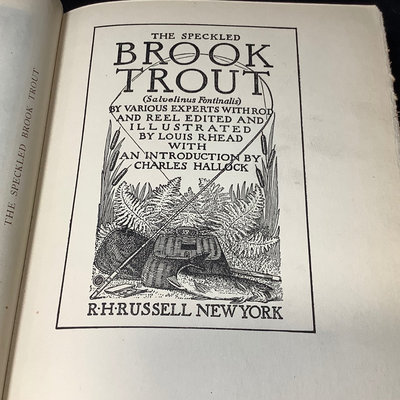 THE SPECKLED BROOK TROUT
THE SPECKLED
BROOK
TROUT
(Salvelinus Fontinalis)
BY VARIOUS EXPERTS WITH ROD
AND REEL EDITED AND
ILLUSTRATED
BY LOUIS RHEAD
WITH
AN INTRODUCTION BY
CHARLES HALLOCK
R·H·RUSSELL NEW YORK